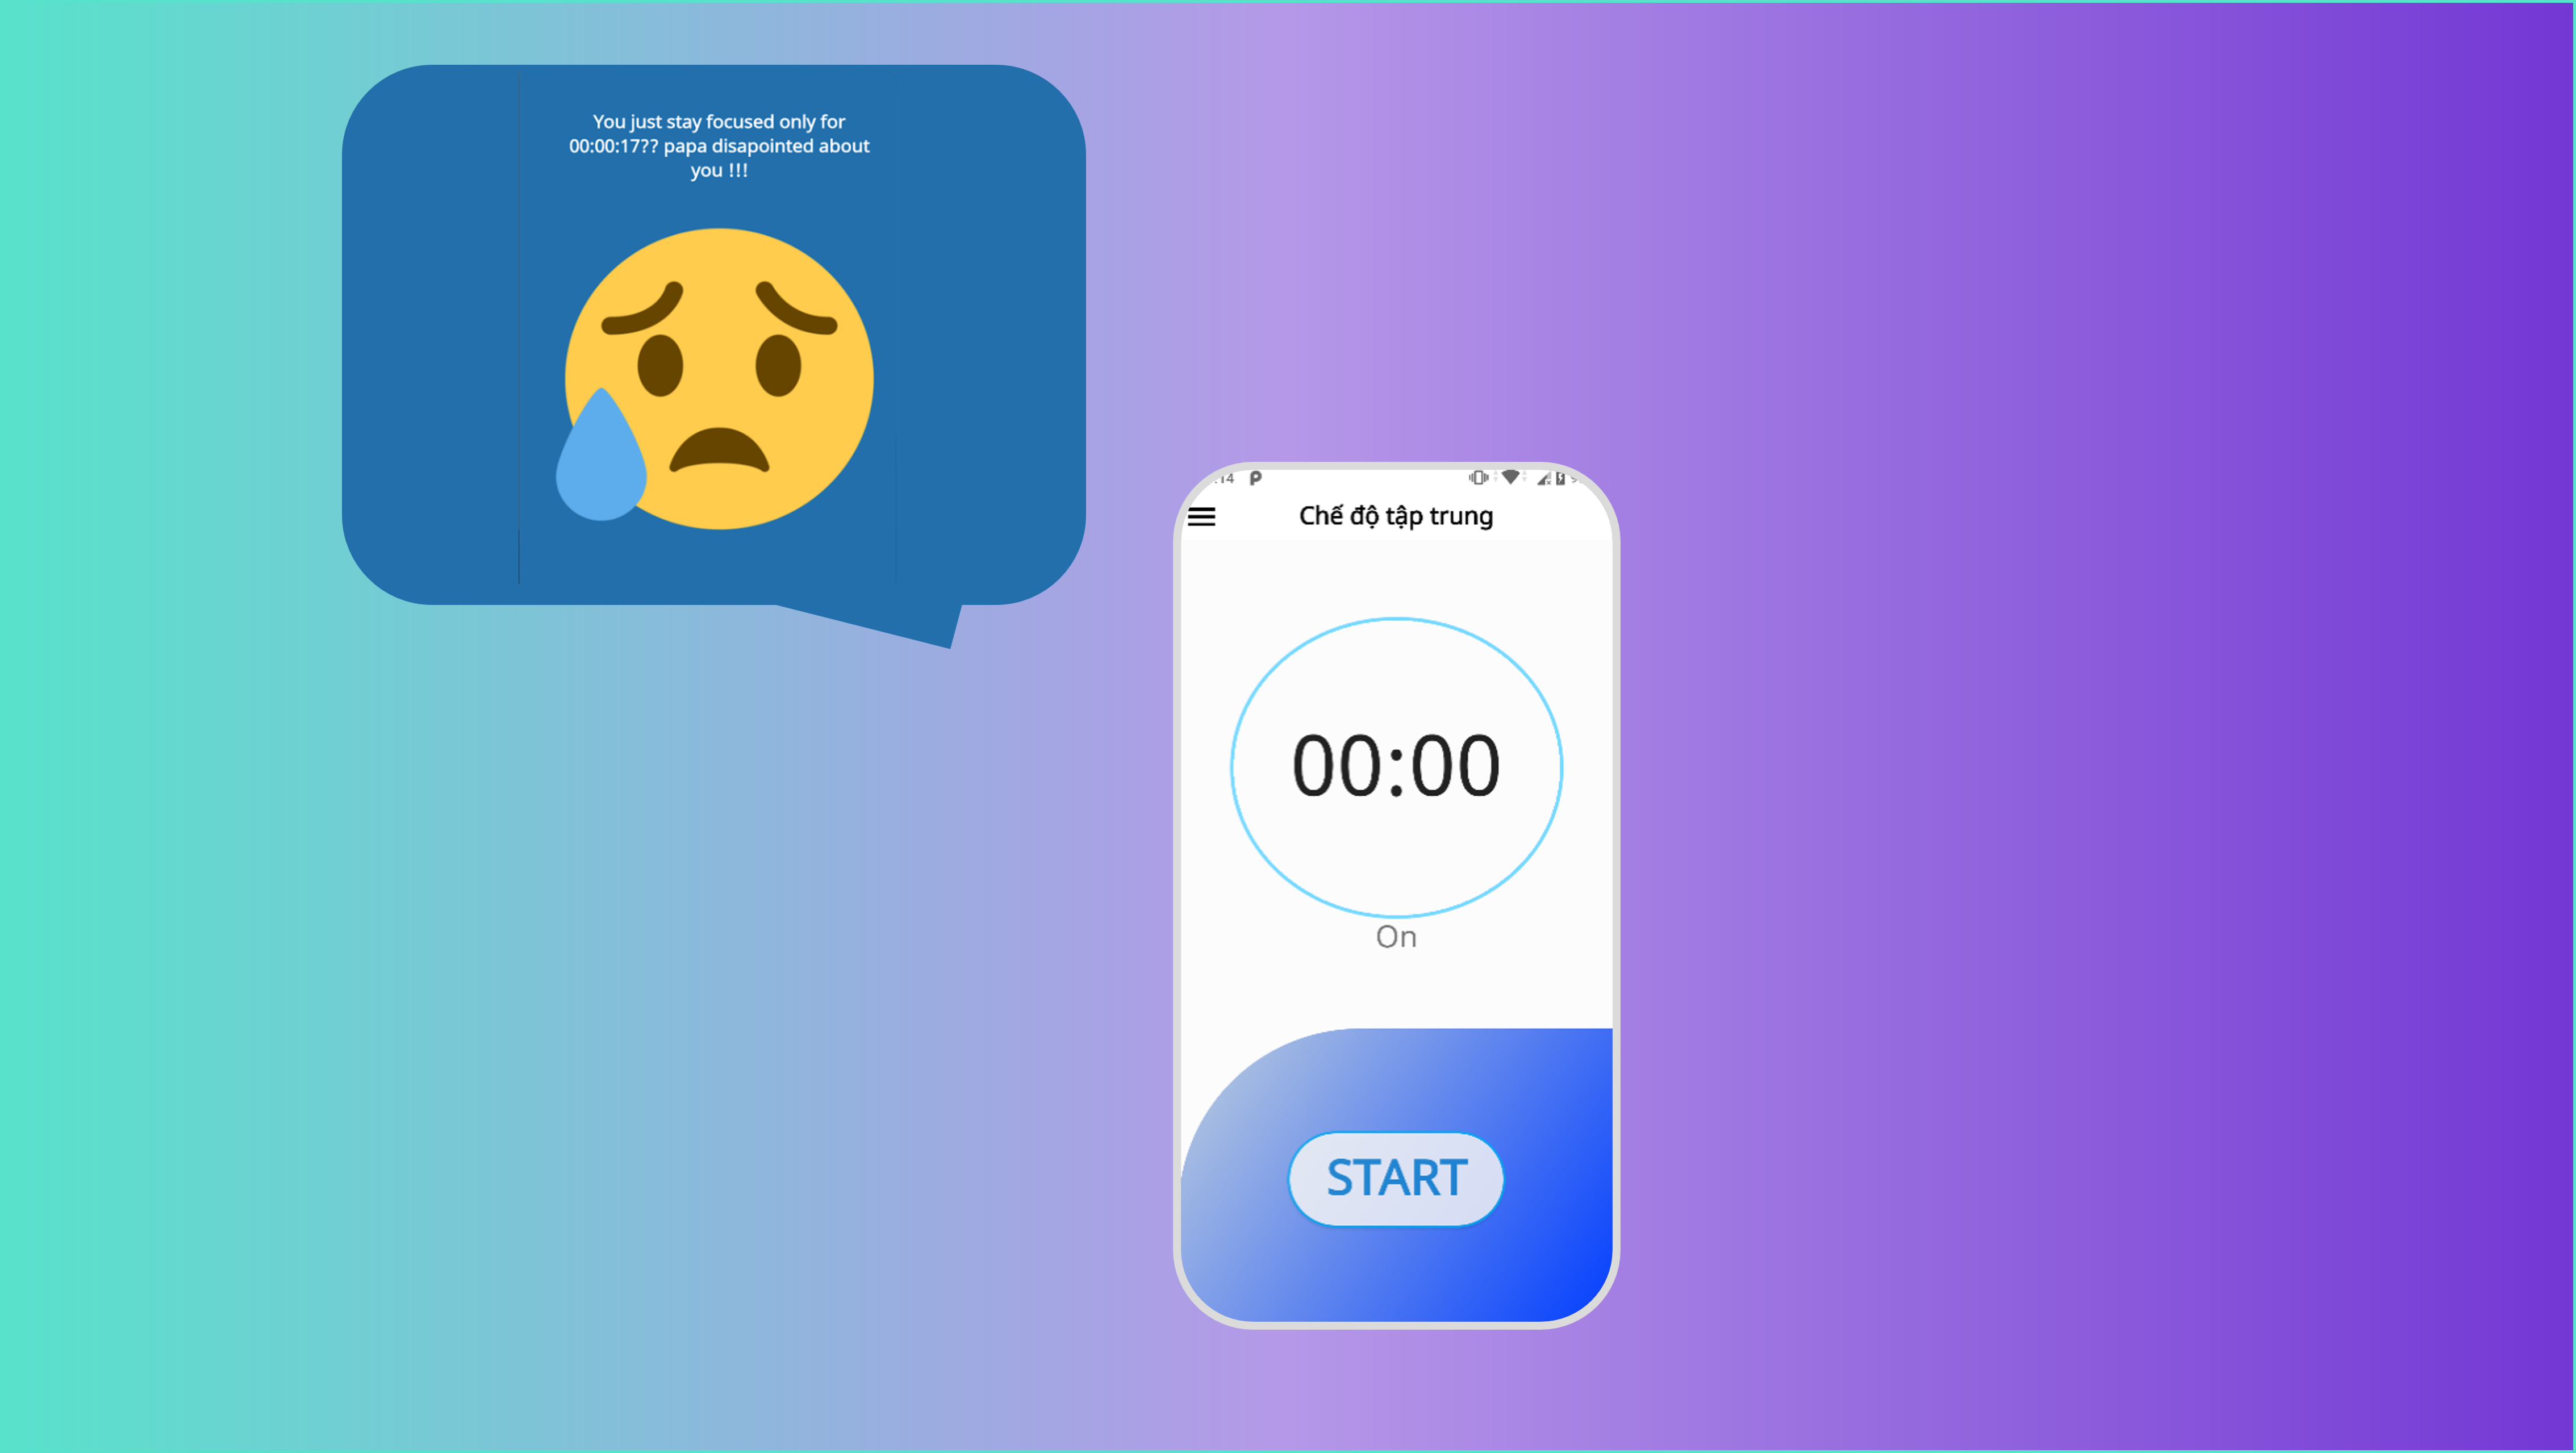 You just stay focused only for
00:00:17?? papa disapointed about
you !!!
Chế độ tập trung
00:00
On
START